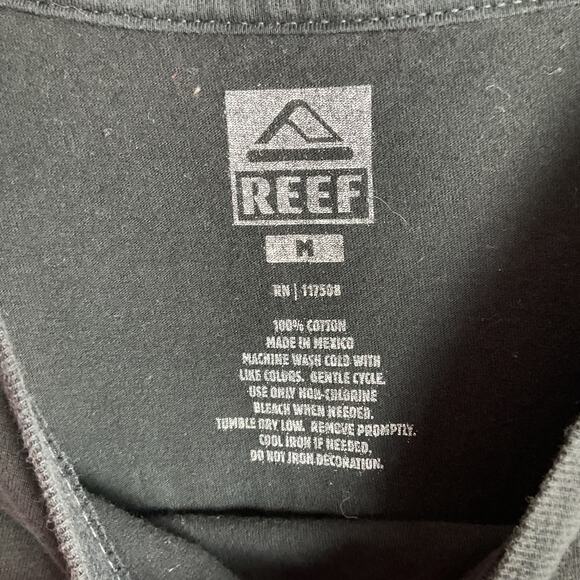 REEF
M
RN | 117508
100% COTTON
MADE IN MEXICO
MACHINE WASH COLD WITH
LIKE COLORS. GENTLE CYCLE.
USE ONLY NON-CHLORINE
BLEACH WHEN NEEDED.
TUMBLE DRY LOW. REMOVE PROMPTLY.
COOL IRON IF NEEDED.
DO NOT IRON DECORATION.